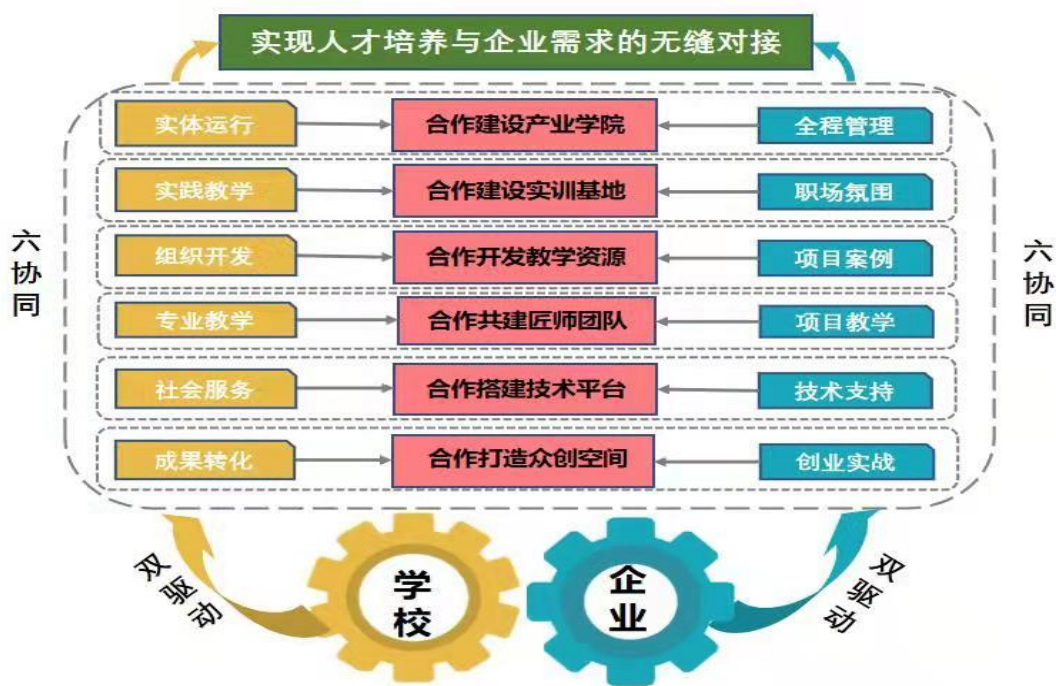 实现人才培养与企业需求的无缝对接
实体运行 合作建设产业学院 全程管理
实践教学 合作建设实训基地 职场氛围
组织开发 合作开发教学资源 项目案例
专业教学 合作共建匠师团队 项目教学
社会服务 合作搭建技术平台 技术支持
成果转化 合作打造众创空间 创业实战
六协同
六协同
双驱动
学校
企业
双驱动